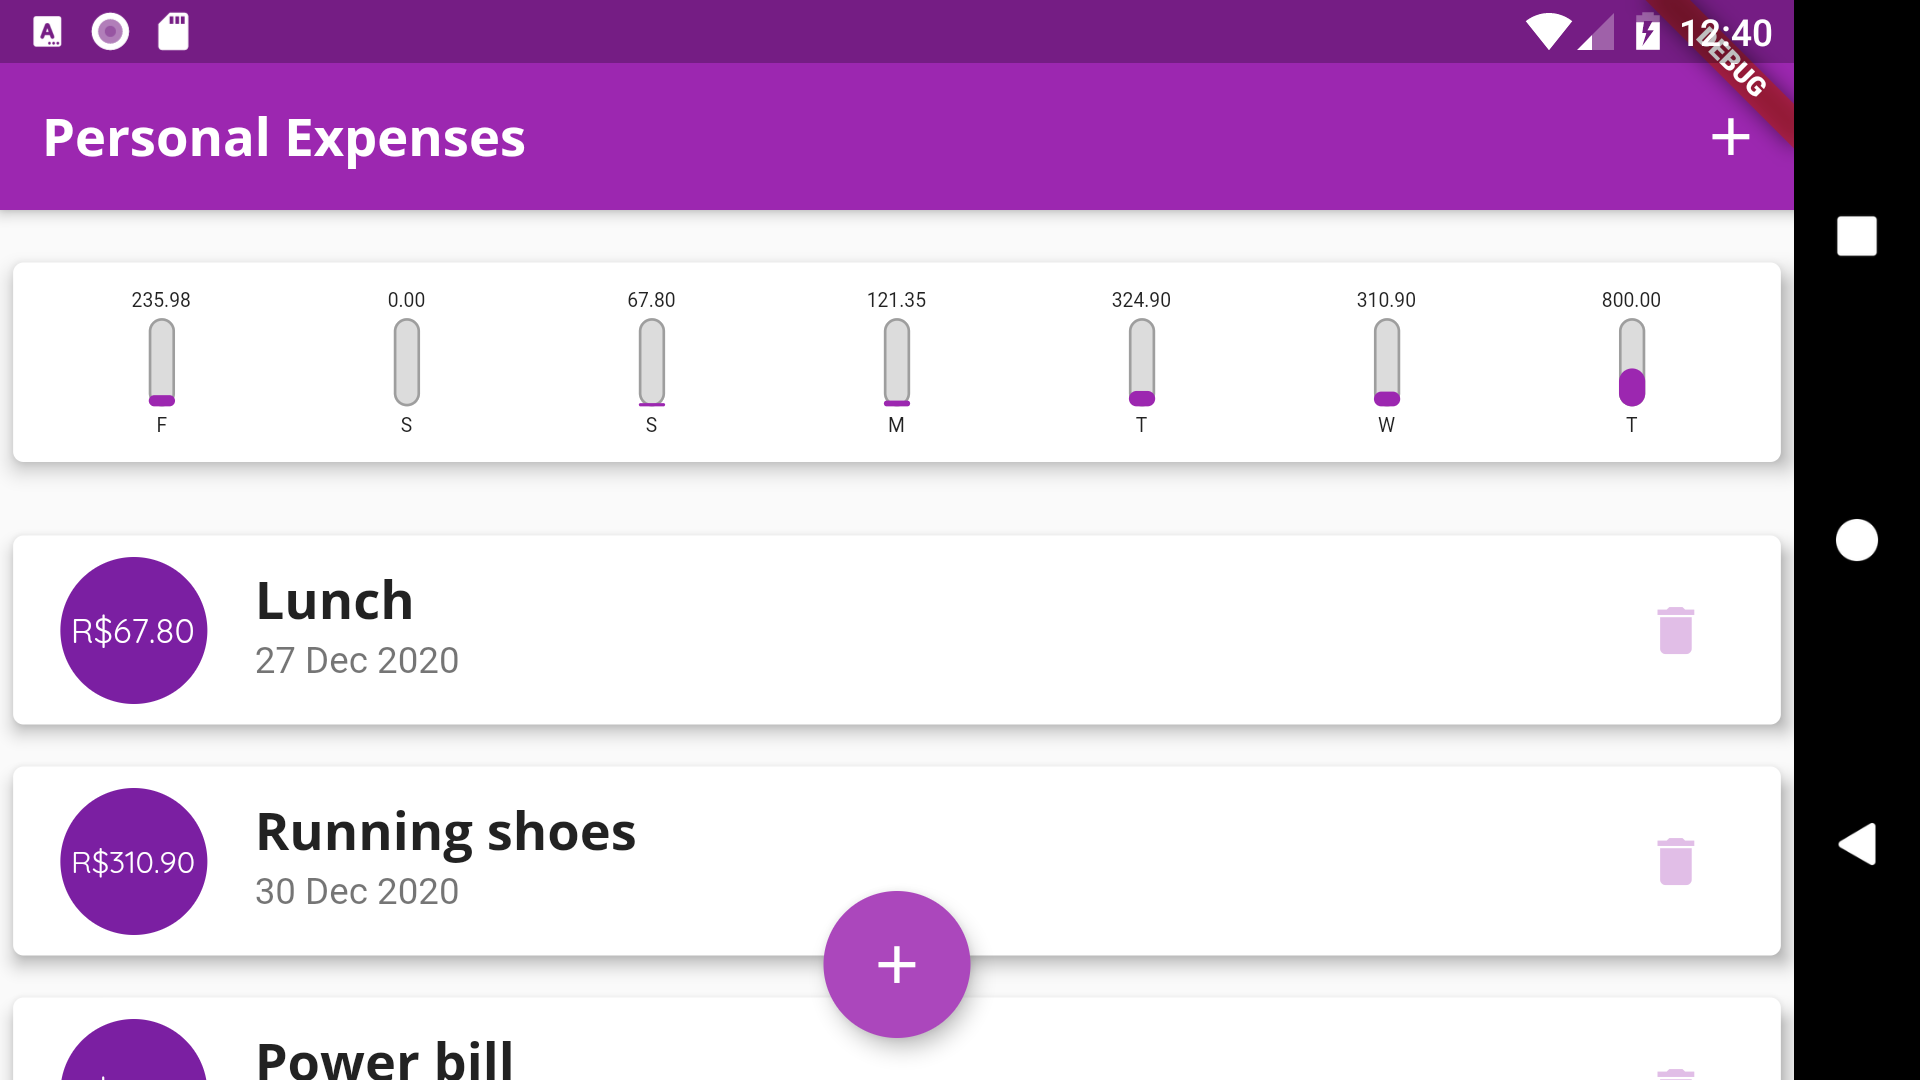 12:40
DEBUG
Personal Expenses
235.98 0.00 67.80 121.35 324.90 310.90 800.00
F S S M T W T
R$67.80
Lunch
27 Dec 2020
R$310.90
Running shoes
30 Dec 2020
Power bill